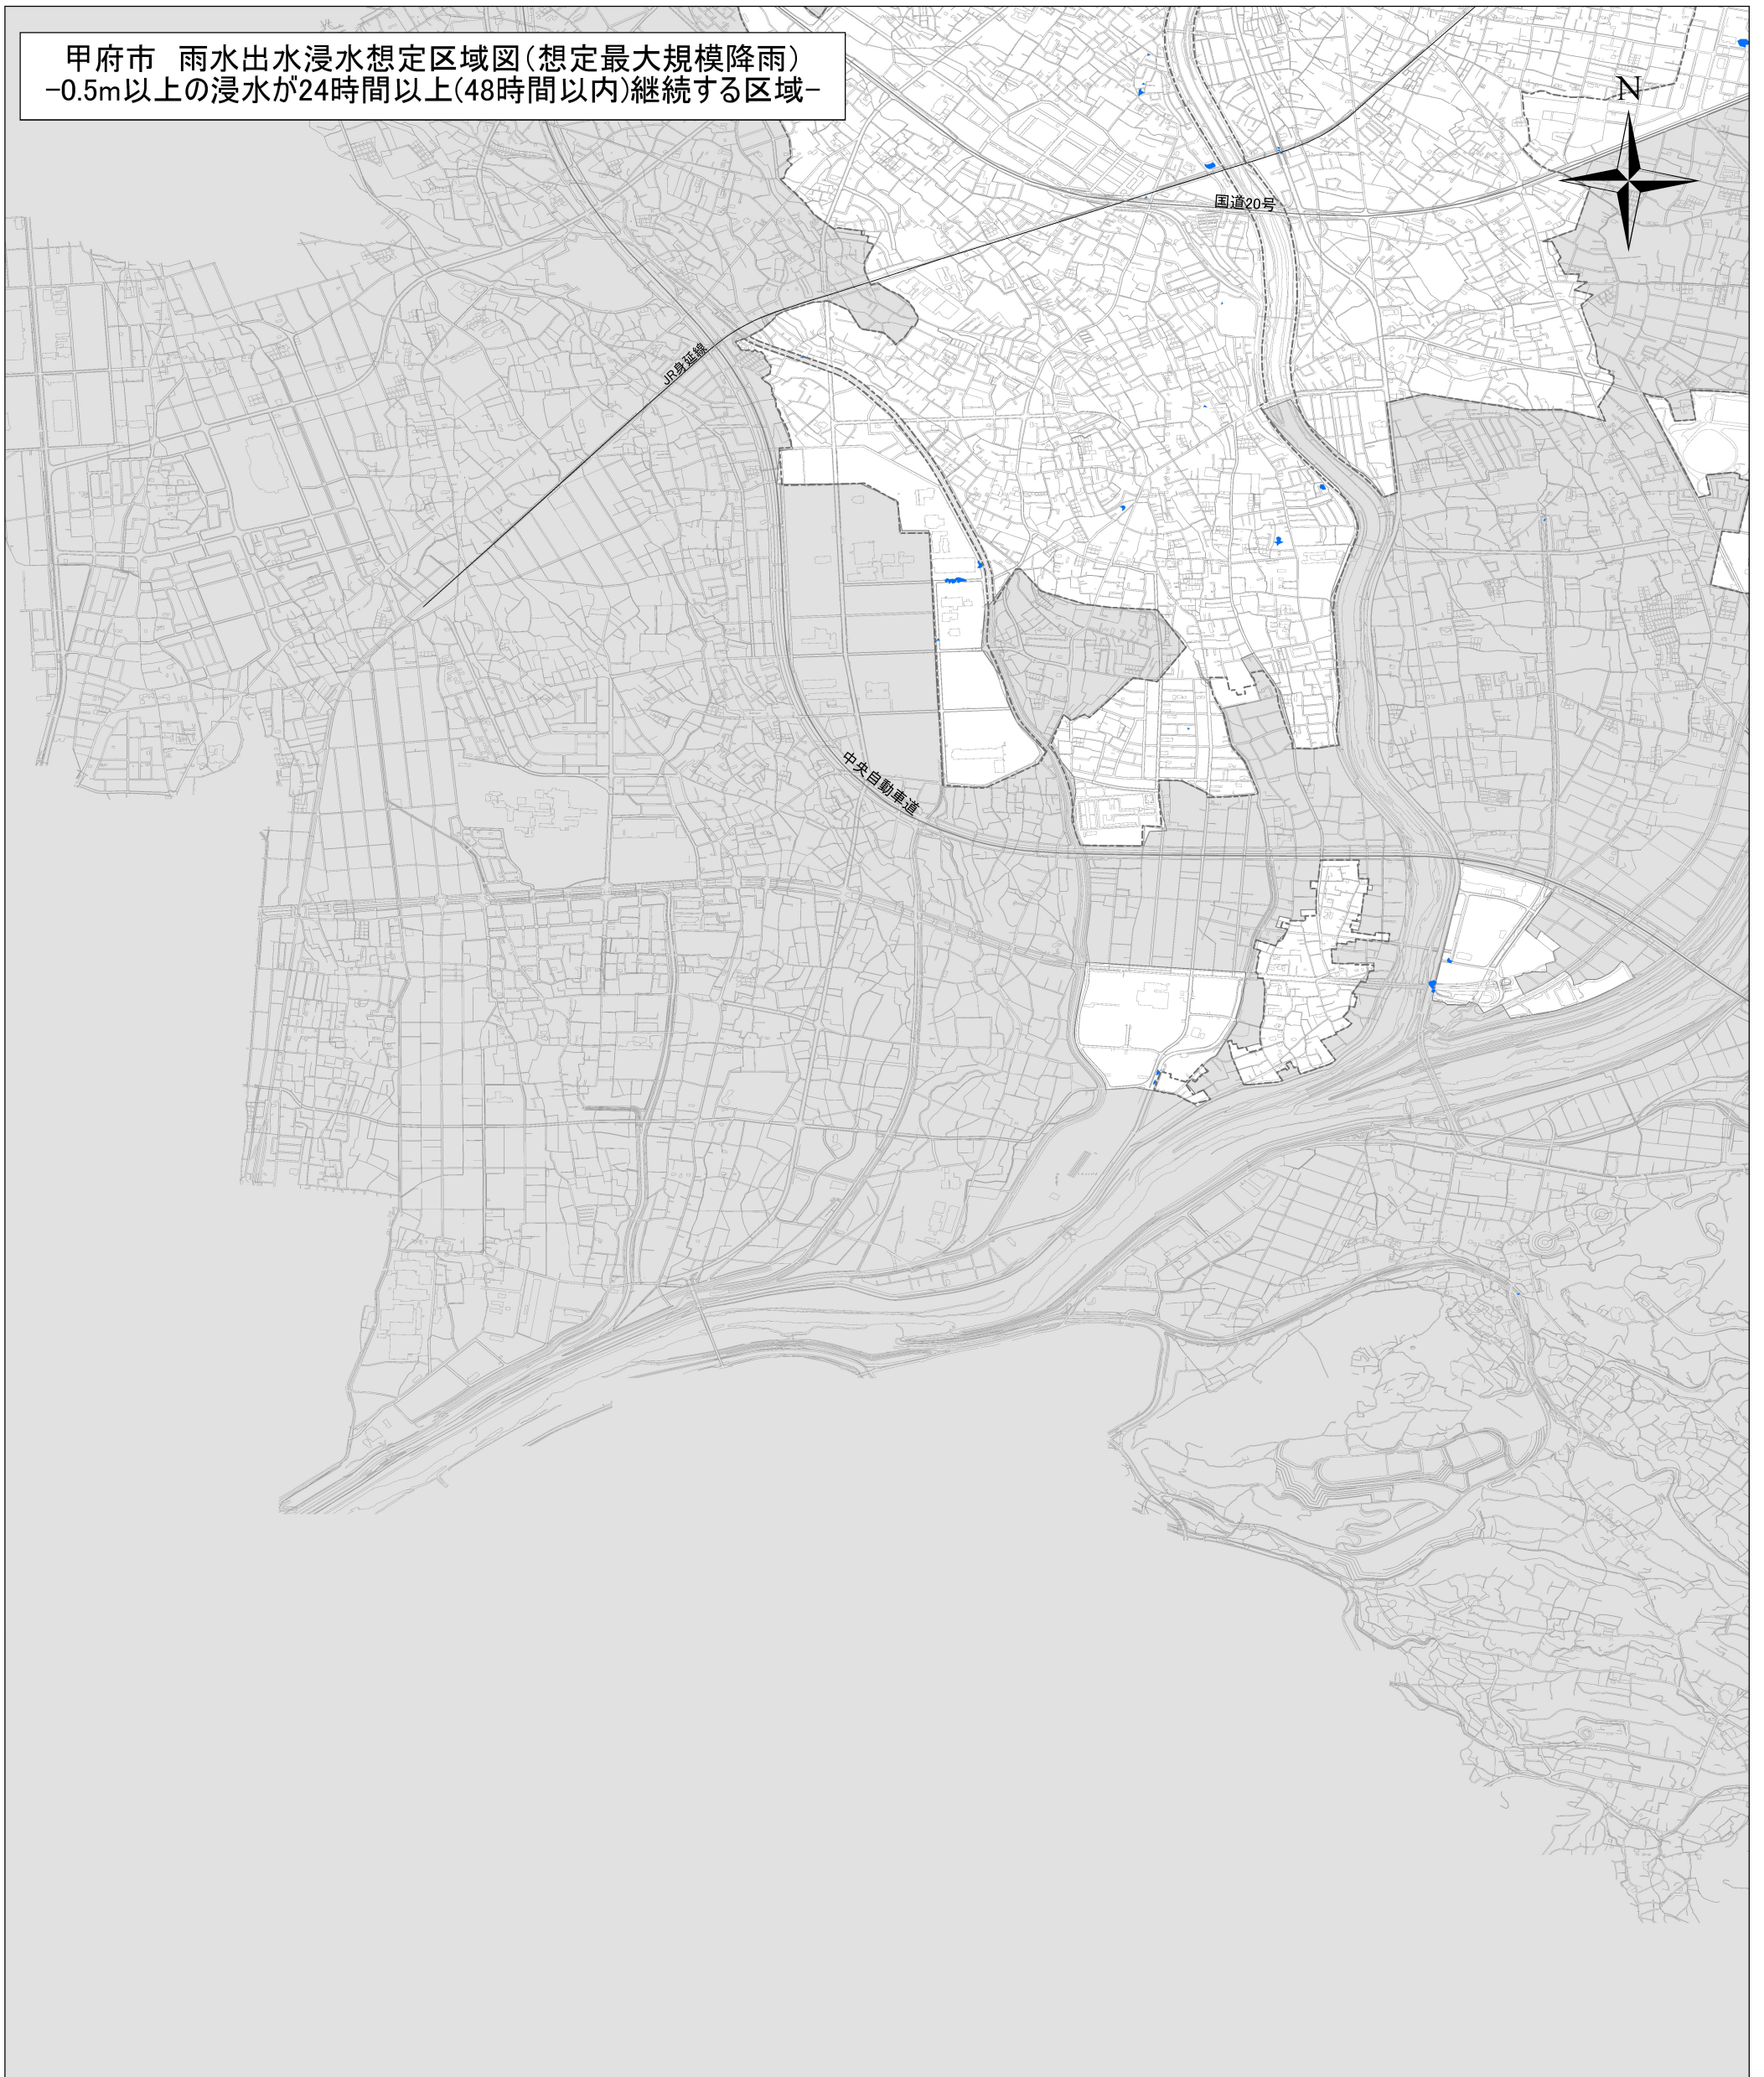 甲府市　雨水出水浸水想定区域図(想定最大規模降雨)
-0.5m以上の浸水が24時間以上(48時間以内)継続する区域-
N
国道20号
JR身延線
中央自動車道